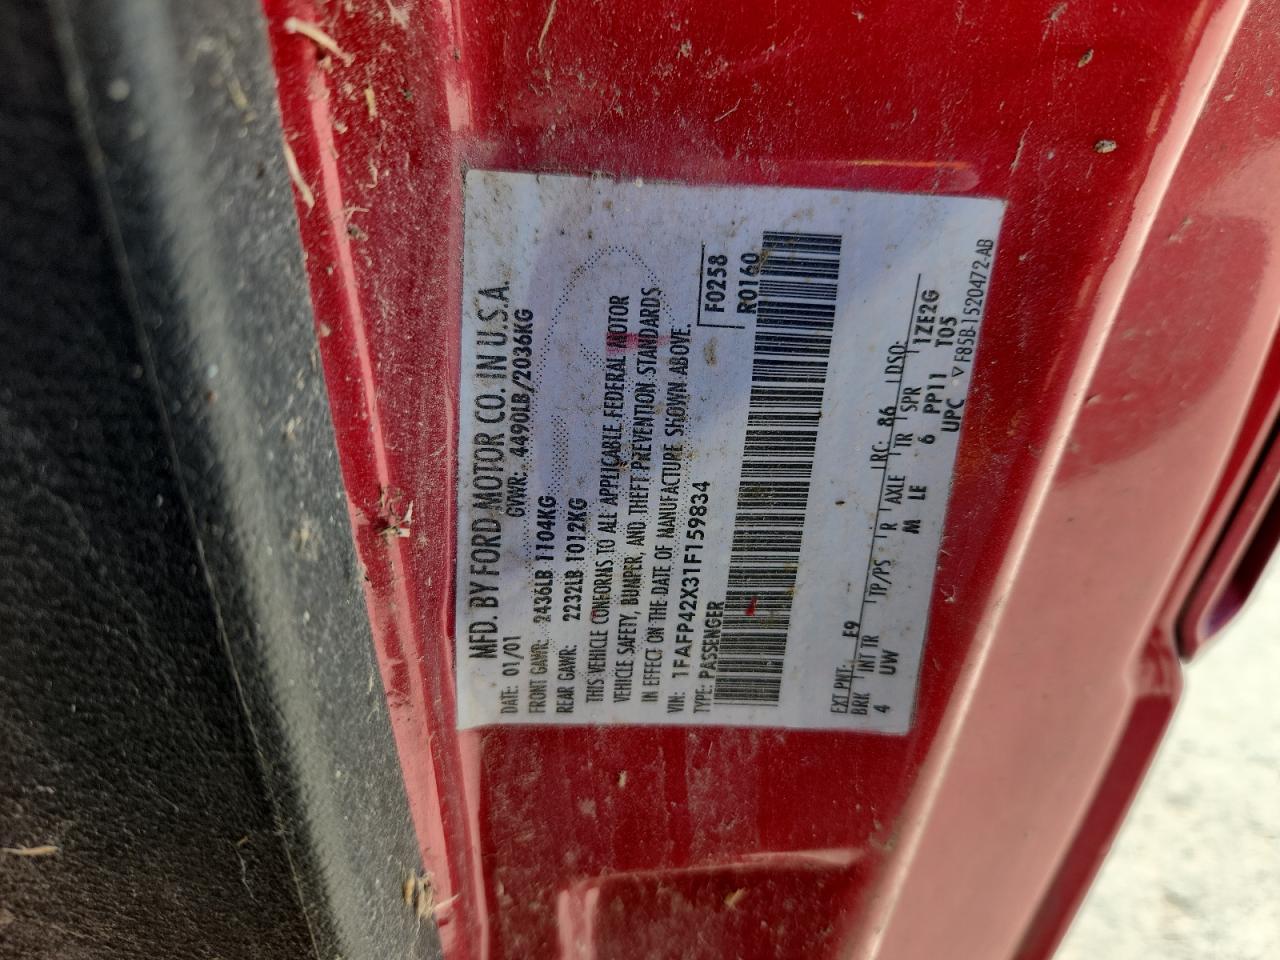 MFD. BY FORD MOTOR CO. IN U.S.A.
DATE: 01/01 GVWR: 4490LB/2036KG
FRONT GAWR: 2436LB 1104KG
REAR GAWR: 2232LB 1012KG
THIS VEHICLE CONFORMS TO ALL APPLICABLE FEDERAL MOTOR
VEHICLE SAFETY, BUMPER, AND THEFT PREVENTION STANDARDS
IN EFFECT ON THE DATE OF MANUFACTURE SHOWN ABOVE.
VIN: 1FAFP42X31F159834 F0258
TYPE: PASSENGER R0160
EXT PNT: E9 RC: 86 DSO:
BRK INT TR TP/PS R AXLE TR SPR 1ZE2G
4 UW M LE 6 PP11 T05
UPC ▽ F85B-1520472-AB